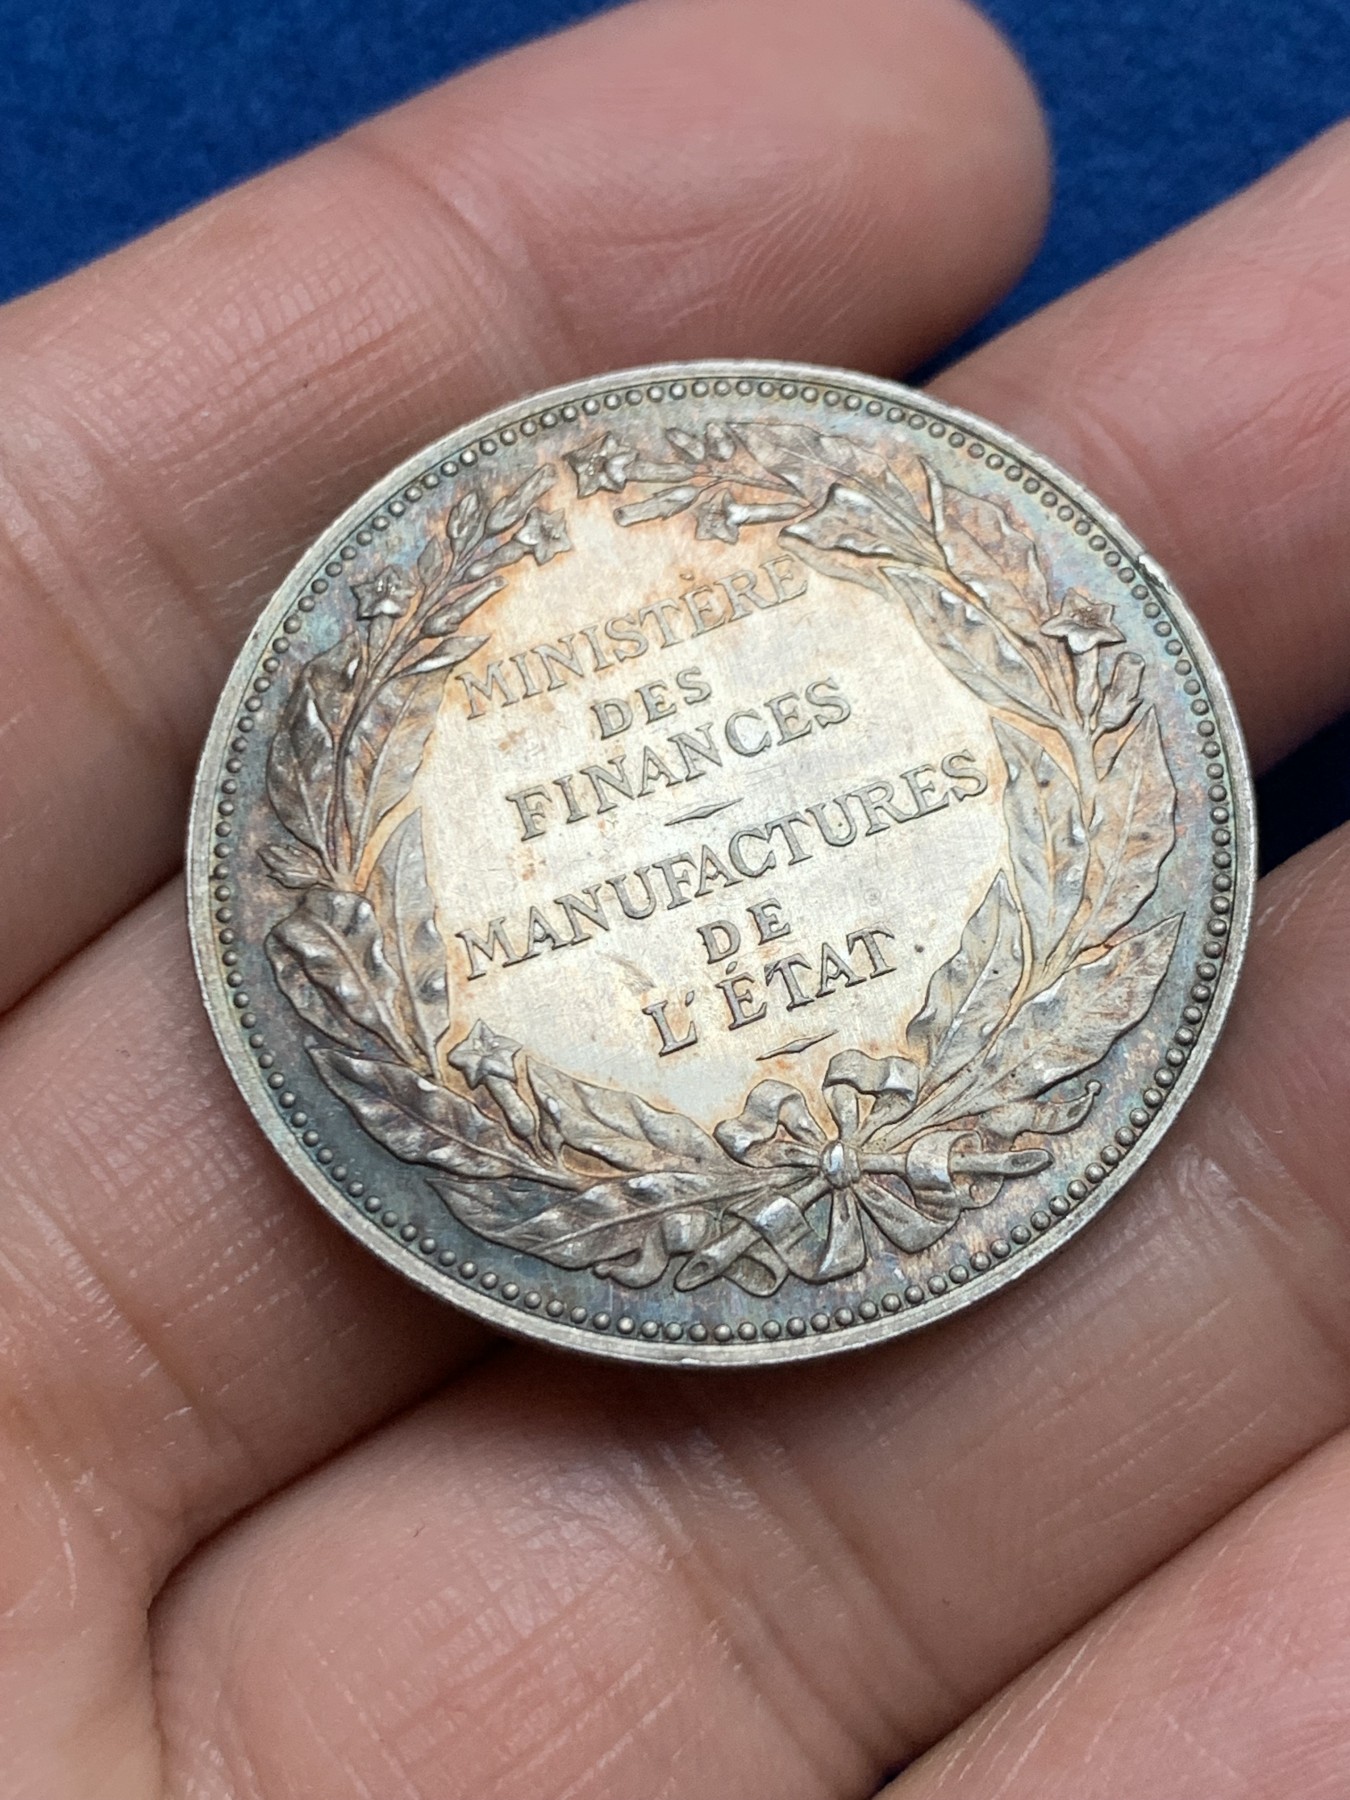 MINISTÈRE
DES
FINANCES
MANUFACTURES
DE
L'ÉTAT